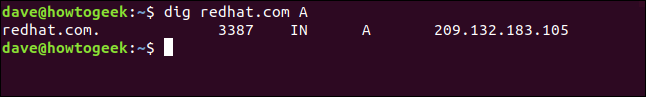 dave@howtogeek:~$ dig redhat.com A
redhat.com. 3387 IN A 209.132.183.105
dave@howtogeek:~$